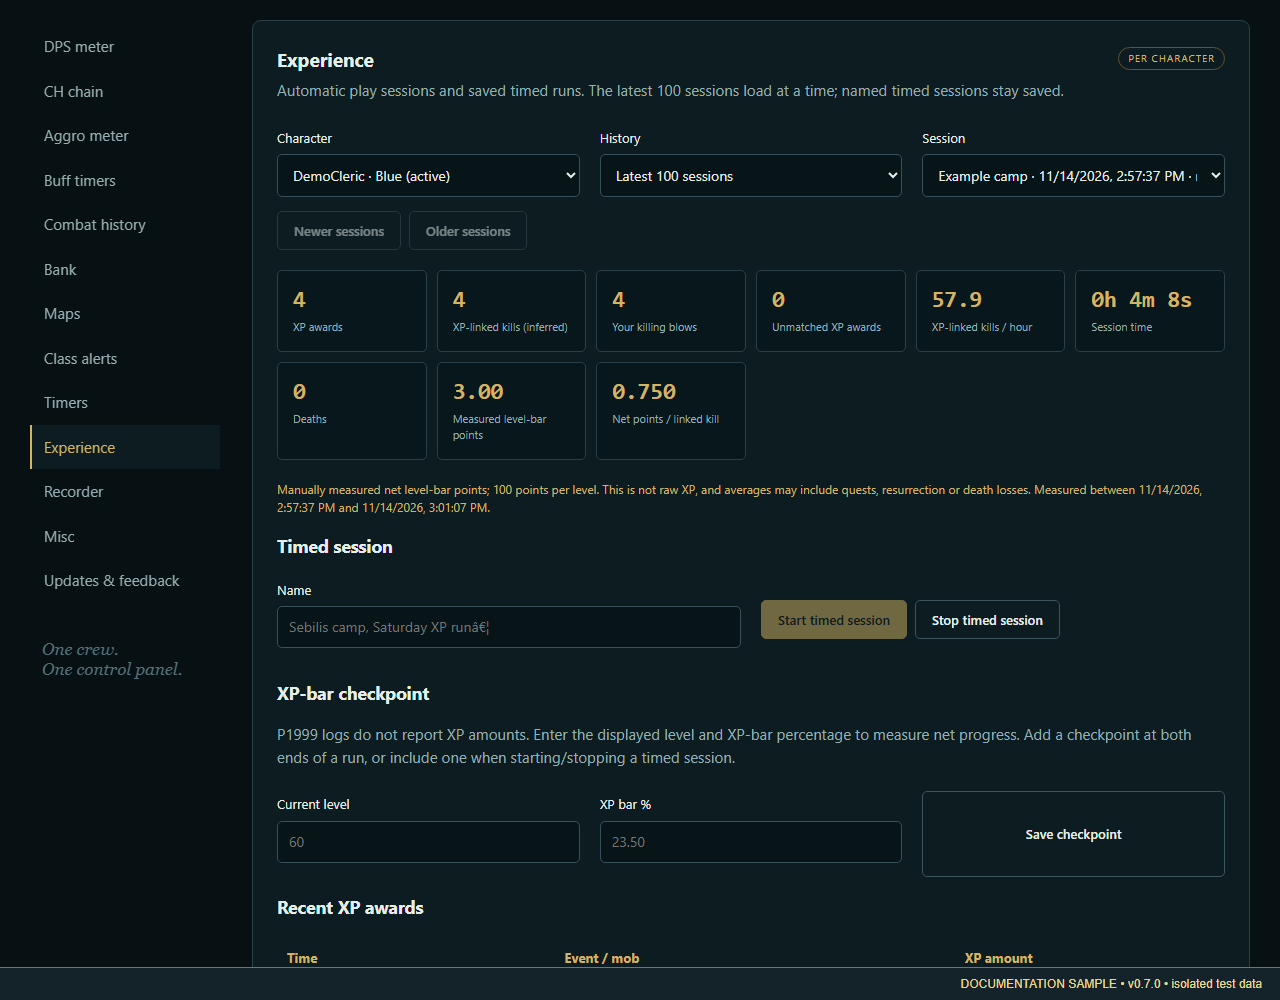 DPS meter
CH chain
Aggro meter
Buff timers
Combat history
Bank
Maps
Class alerts
Timers
Experience
Recorder
Misc
Updates & feedback
One crew.
One control panel.
Experience
PER CHARACTER
Automatic play sessions and saved timed runs. The latest 100 sessions load at a time; named timed sessions stay saved.
Character
History
Session
DemoCleric · Blue (active)
Latest 100 sessions
Example camp · 11/14/2026, 2:57:37 PM ·
Newer sessions
Older sessions
4
XP awards
4
XP-linked kills (inferred)
4
Your killing blows
0
Unmatched XP awards
57.9
XP-linked kills / hour
0h 4m 8s
Session time
0
Deaths
3.00
Measured level-bar
points
0.750
Net points / linked kill
Manually measured net level-bar points; 100 points per level. This is not raw XP, and averages may include quests, resurrection or death losses. Measured between 11/14/2026,
2:57:37 PM and 11/14/2026, 3:01:07 PM.
Timed session
Name
Sebilis camp, Saturday XP runâ€¦
Start timed session
Stop timed session
XP-bar checkpoint
P1999 logs do not report XP amounts. Enter the displayed level and XP-bar percentage to measure net progress. Add a checkpoint at both
ends of a run, or include one when starting/stopping a timed session.
Current level
XP bar %
60
23.50
Save checkpoint
Recent XP awards
Time
Event / mob
XP amount
DOCUMENTATION SAMPLE • v0.7.0 • isolated test data